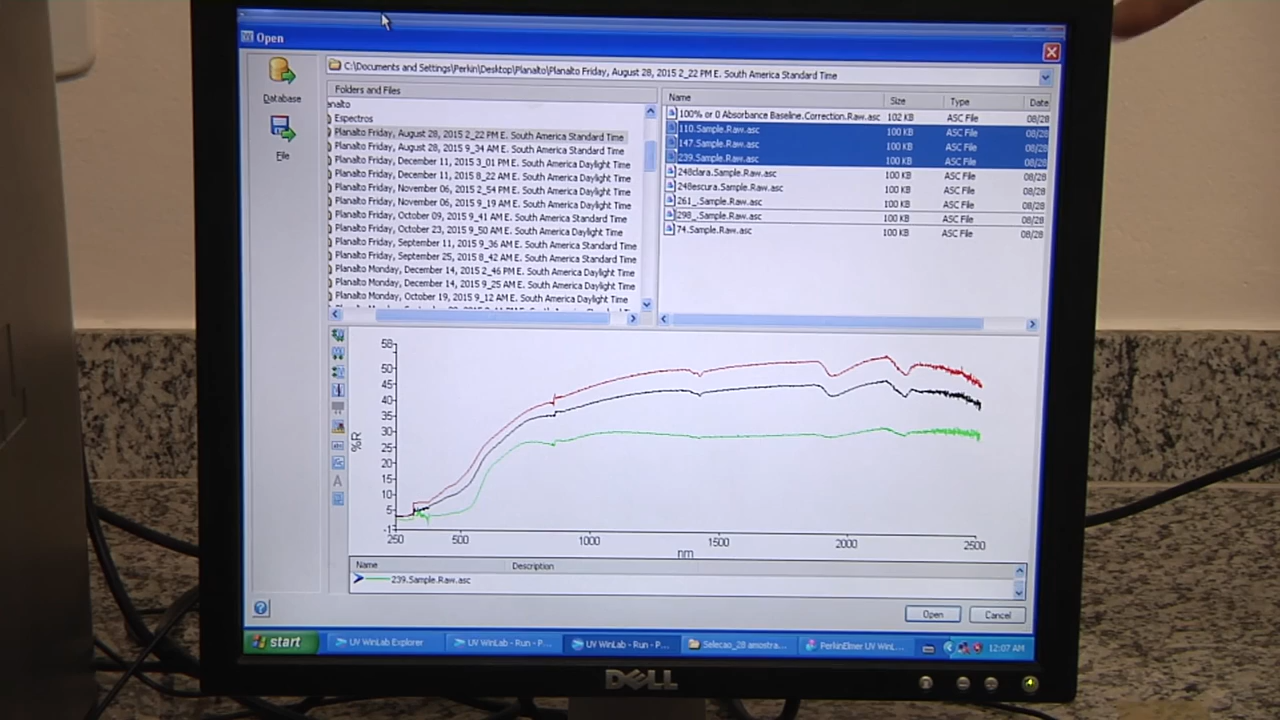 Open
C:\Documents and Settings\Perkin\Desktop\Planalto\Planalto Friday, August 28, 2015 2_22 PM E. South America Standard Time
Database
File
Folders and Files
analto
Espectros
Planalto Friday, August 28, 2015 2_22 PM E. South America Standard Time
Planalto Friday, August 28, 2015 9_34 AM E. South America Standard Time
Planalto Friday, December 11, 2015 3_01 PM E. South America Daylight Time
Planalto Friday, December 11, 2015 8_22 AM E. South America Daylight Time
Planalto Friday, November 06, 2015 2_54 PM E. South America Daylight Time
Planalto Friday, November 06, 2015 9_19 AM E. South America Daylight Time
Planalto Friday, October 09, 2015 9_41 AM E. South America Standard Time
Planalto Friday, October 23, 2015 9_50 AM E. South America Daylight Time
Planalto Friday, September 11, 2015 9_36 AM E. South America Standard Time
Planalto Friday, September 25, 2015 8_42 AM E. South America Standard Time
Planalto Monday, December 14, 2015 2_46 PM E. South America Daylight Time
Planalto Monday, December 14, 2015 9_25 AM E. South America Daylight Time
Planalto Monday, October 19, 2015 9_12 AM E. South America Daylight Time
Name Size Type Date
100% or 0 Absorbance Baseline.Correction.Raw.asc 102 KB ASC File 08/28
110.Sample.Raw.asc 100 KB ASC File 08/28
147.Sample.Raw.asc 100 KB ASC File 08/28
239.Sample.Raw.asc 100 KB ASC File 08/28
248clara.Sample.Raw.asc 100 KB ASC File 08/28
248escura.Sample.Raw.asc 100 KB ASC File 08/28
261_.Sample.Raw.asc 100 KB ASC File 08/28
298_.Sample.Raw.asc 100 KB ASC File 08/28
74.Sample.Raw.asc 100 KB ASC File 08/28
58
50
45
40
35
30
25
20
15
10
5
-1
%R
250 500 1000 1500 2000 2500
nm
Name Description
239.Sample.Raw.asc
Open Cancel
start UV WinLab Explorer UV WinLab - Run - P... UV WinLab - Run - P... Selecao_28 amostra... PerkinElmer UV WinL... 12:07 AM
DELL